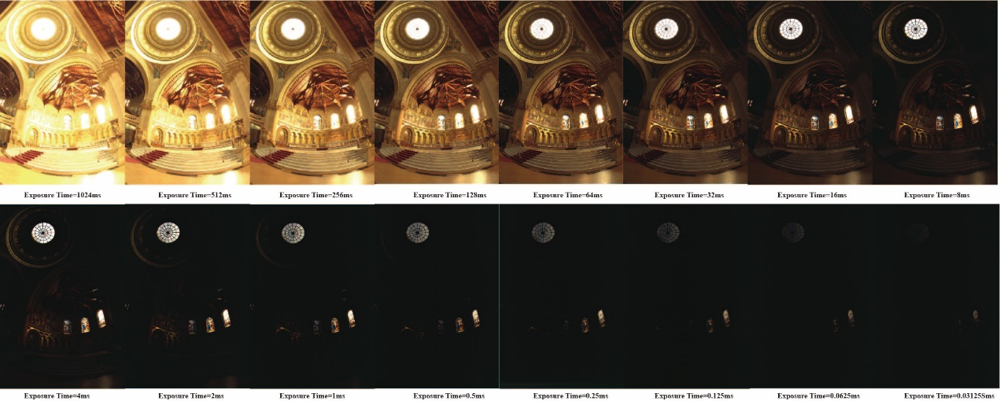 Exposure Time=1024ms Exposure Time=512ms Exposure Time=256ms Exposure Time=128ms Exposure Time=64ms Exposure Time=32ms Exposure Time=16ms Exposure Time=8ms
Exposure Time=4ms Exposure Time=2ms Exposure Time=1ms Exposure Time=0.5ms Exposure Time=0.25ms Exposure Time=0.125ms Exposure Time=0.0625ms Exposure Time=0.03125Sms